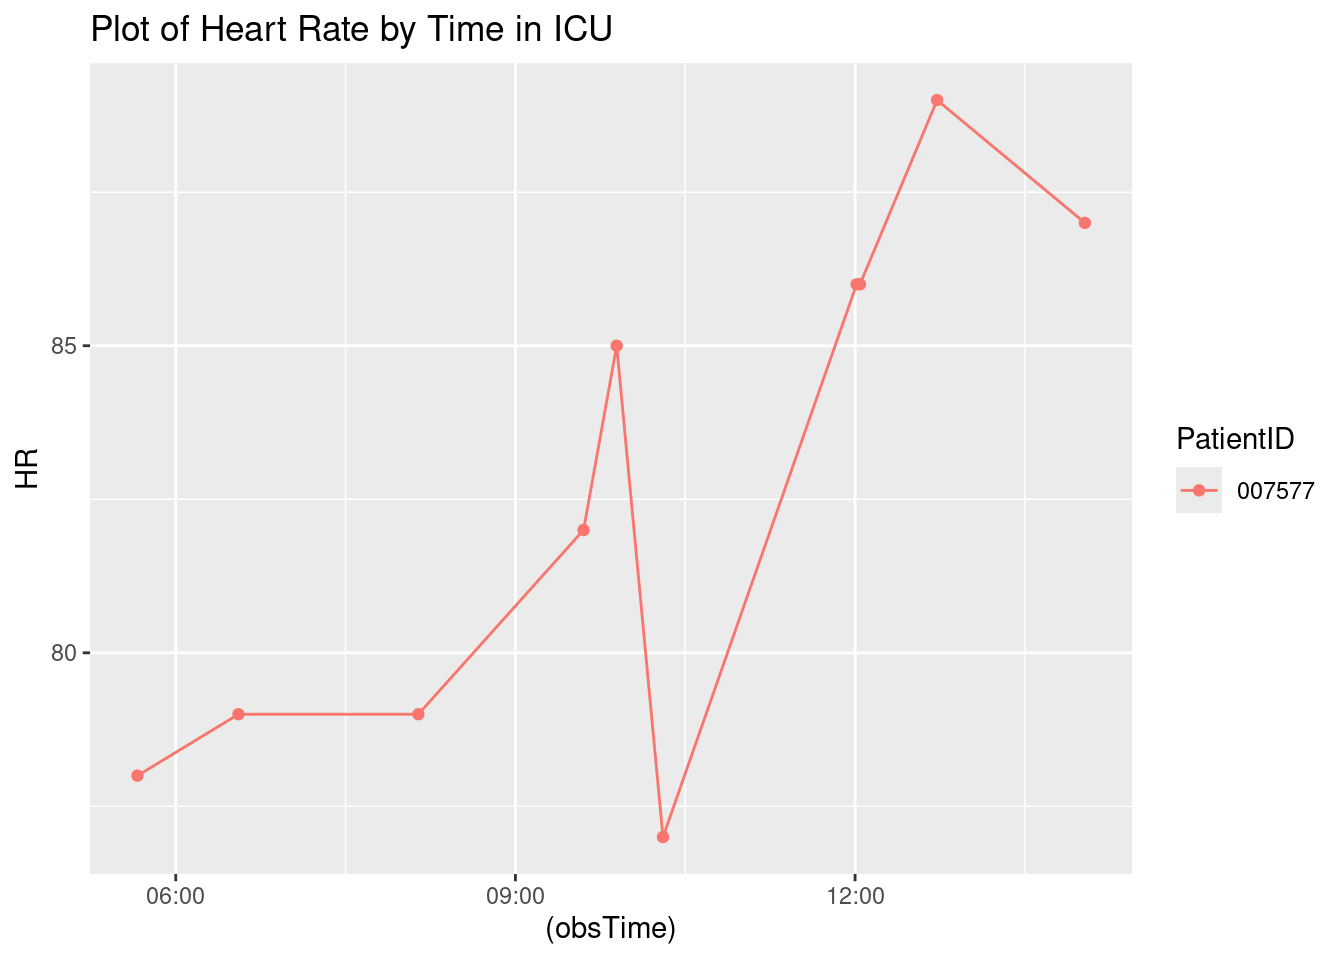 Plot of Heart Rate by Time in ICU
85
80
HR
06:00 09:00 12:00
(obsTime)
PatientID
007577